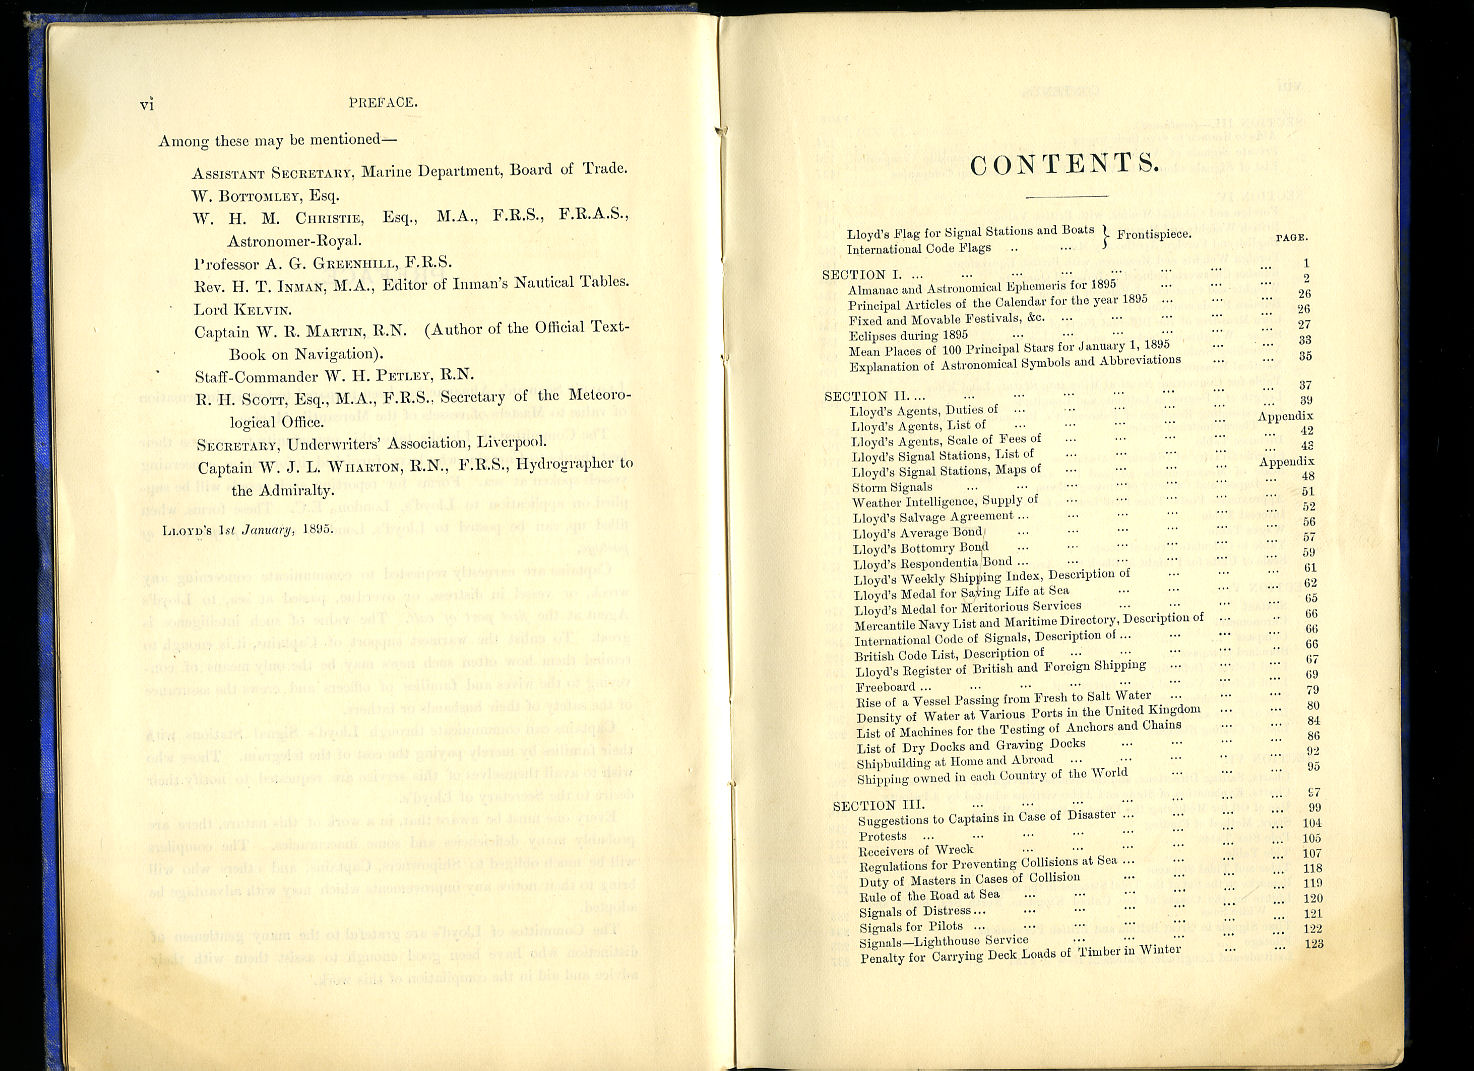 vi PREFACE.
Among these may be mentioned—
ASSISTANT SECRETARY, Marine Department, Board of Trade.
W. BOTTOMLEY, Esq.
W. H. M. CHRISTIE, Esq., M.A., F.R.S., F.R.A.S.,
Astronomer-Royal.
Professor A. G. GREENHILL, F.R.S.
Rev. H. T. INMAN, M.A., Editor of Inman's Nautical Tables.
Lord KELVIN.
Captain W. R. MARTIN, R.N. (Author of the Official Text-
Book on Navigation).
Staff-Commander W. H. PETLEY, R.N.
R. H. SCOTT, Esq., M.A., F.R.S., Secretary of the Meteoro-
logical Office.
SECRETARY, Underwriters' Association, Liverpool.
Captain W. J. L. WHARTON, R.N., F.R.S., Hydrographer to
the Admiralty.
LLOYD'S 1st January, 1895.
CONTENTS.
Lloyd's Flag for Signal Stations and Boats } Frontispiece.
International Code Flags .. ...
PAGE.
SECTION I. ... ... ... ... ... ... ... ... 1
Almanac and Astronomical Ephemeris for 1895 ... ... ... 2
Principal Articles of the Calendar for the year 1895 ... ... ... 26
Fixed and Movable Festivals, &c. ... ... ... ... ... 26
Eclipses during 1895 ... ... ... ... ... ... 27
Mean Places of 100 Principal Stars for January 1, 1895 ... ... 33
Explanation of Astronomical Symbols and Abbreviations ... ... 35
SECTION II. ... ... ... ... ... ... ... ... 37
Lloyd's Agents, Duties of ... ... ... ... ... ... 39
Lloyd's Agents, List of ... ... ... ... ... Appendix
Lloyd's Agents, Scale of Fees of ... ... ... ... ... 42
Lloyd's Signal Stations, List of ... ... ... ... ... 43
Lloyd's Signal Stations, Maps of ... ... ... ... Appendix
Storm Signals ... ... ... ... ... ... ... 48
Weather Intelligence, Supply of ... ... ... ... ... 51
Lloyd's Salvage Agreement ... ... ... ... ... ... 52
Lloyd's Average Bond ... ... ... ... ... ... 56
Lloyd's Bottomry Bond ... ... ... ... ... ... 57
Lloyd's Respondentia Bond ... ... ... ... ... ... 59
Lloyd's Weekly Shipping Index, Description of ... ... ... 61
Lloyd's Medal for Saving Life at Sea ... ... ... ... 62
Lloyd's Medal for Meritorious Services ... ... ... ... 65
Mercantile Navy List and Maritime Directory, Description of ... ... 66
International Code of Signals, Description of ... ... ... ... 66
British Code List, Description of ... ... ... ... ... 66
Lloyd's Register of British and Foreign Shipping ... ... ... 67
Freeboard ... ... ... ... ... ... ... ... 69
Rise of a Vessel Passing from Fresh to Salt Water ... ... ... 79
Density of Water at Various Ports in the United Kingdom ... ... 80
List of Machines for the Testing of Anchors and Chains ... ... 84
List of Dry Docks and Graving Docks ... ... ... ... 86
Shipbuilding at Home and Abroad ... ... ... ... ... 92
Shipping owned in each Country of the World ... ... ... 95
SECTION III. ... ... ... ... ... ... ... 97
Suggestions to Captains in Case of Disaster ... ... ... ... 99
Protests ... ... ... ... ... ... ... ... 104
Receivers of Wreck ... ... ... ... ... ... 105
Regulations for Preventing Collisions at Sea ... ... ... ... 107
Duty of Masters in Cases of Collision ... ... ... ... 118
Rule of the Road at Sea ... ... ... ... ... ... 119
Signals of Distress ... ... ... ... ... ... ... 120
Signals for Pilots ... ... ... ... ... ... ... 121
Signals—Lighthouse Service ... ... ... ... ... 122
Penalty for Carrying Deck Loads of Timber in Winter ... ... 123